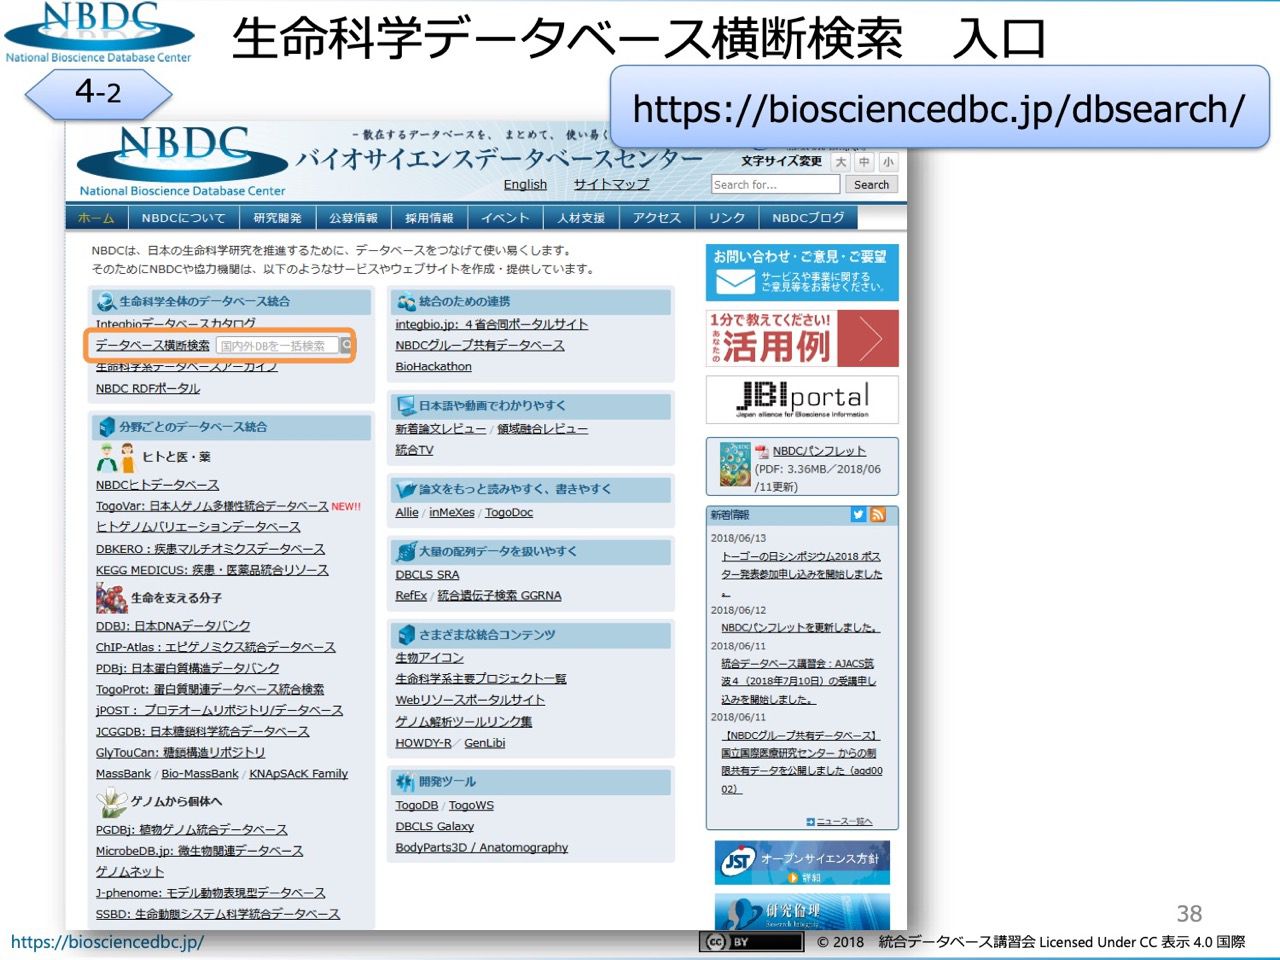 NBDC
National Bioscience Database Center
生命科学データベース横断検索　入口
4-2
https://biosciencedbc.jp/dbsearch/
NBDC
National Bioscience Database Center
－散在するデータベースを、まとめて、使い易く
バイオサイエンスデータベースセンター
English サイトマップ
文字サイズ変更 大 中 小
Search for... Search
ホーム NBDCについて 研究開発 公募情報 採用情報 イベント 人材支援 アクセス リンク NBDCブログ
NBDCは、日本の生命科学研究を推進するために、データベースをつなげて使い易くします。
そのためにNBDCや協力機関は、以下のようなサービスやウェブサイトを作成・提供しています。
生命科学全体のデータベース統合
Integbioデータベースカタログ
データベース横断検索 国内外DBを一括検索
生命科学系データベースアーカイブ
NBDC RDFポータル
分野ごとのデータベース統合
ヒトと医・薬
NBDCヒトデータベース
TogoVar: 日本人ゲノム多様性統合データベース NEW!!
ヒトゲノムバリエーションデータベース
DBKERO：疾患マルチオミクスデータベース
KEGG MEDICUS: 疾患・医薬品統合リソース
生命を支える分子
DDBJ: 日本DNAデータバンク
ChIP-Atlas：エピゲノミクス統合データベース
PDBj: 日本蛋白質構造データバンク
TogoProt: 蛋白質関連データベース統合検索
jPOST： プロテオームリポジトリ/データベース
JCGGDB: 日本糖鎖科学統合データベース
GlyTouCan: 糖鎖構造リポジトリ
MassBank / Bio-MassBank / KNApSAcK Family
ゲノムから個体へ
PGDBj: 植物ゲノム統合データベース
MicrobeDB.jp: 微生物関連データベース
ゲノムネット
J-phenome: モデル動物表現型データベース
SSBD: 生命動態システム科学統合データベース
統合のための連携
integbio.jp: ４省合同ポータルサイト
NBDCグループ共有データベース
BioHackathon
日本語や動画でわかりやすく
新着論文レビュー / 領域融合レビュー
統合TV
論文をもっと読みやすく、書きやすく
Allie / inMeXes / TogoDoc
大量の配列データを扱いやすく
DBCLS SRA
RefEx / 統合遺伝子検索 GGRNA
さまざまな統合コンテンツ
生物アイコン
生命科学系主要プロジェクト一覧
Webリソースポータルサイト
ゲノム解析ツールリンク集
HOWDY-R／ GenLibi
開発ツール
TogoDB / TogoWS
DBCLS Galaxy
BodyParts3D / Anatomography
お問い合わせ・ご意見・ご要望
サービスや事業に関する
ご意見等をお寄せください。
1分で教えてください!
あなたの
活用例
JBIportal
Japan alliance for Bioscience Information
NBDCパンフレット
(PDF: 3.36MB／2018/06
/11更新)
新着情報
2018/06/13
トーゴーの日シンポジウム2018 ポス
ター発表参加申し込みを開始しました
。
2018/06/12
NBDCパンフレットを更新しました。
2018/06/11
統合データベース講習会：AJACS筑
波４（2018年7月10日）の受講申し
込みを開始しました。
2018/06/11
【NBDCグループ共有データベース】
国立国際医療研究センター からの制
限共有データを公開しました（agd00
02）
ニュース一覧へ
JST オープンサイエンス方針
詳細
研究倫理
Research Integrity
38
https://biosciencedbc.jp/
cc BY
© 2018　統合データベース講習会 Licensed Under CC 表示 4.0 国際